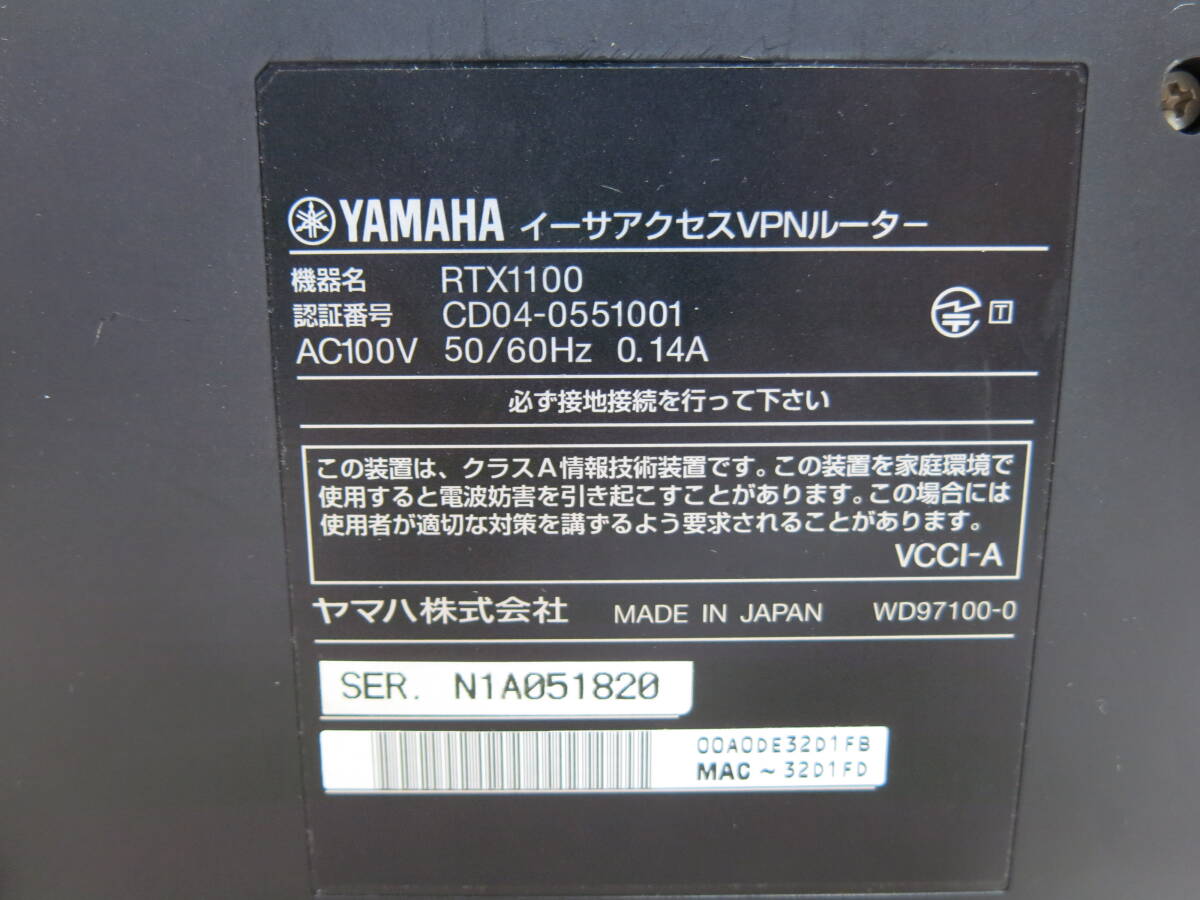 YAMAHA イーサアクセスVPNルーター
機器名 RTX1100
認証番号 CD04-0551001
T
AC100V 50/60Hz 0.14A
必ず接地接続を行って下さい
この装置は、クラスA情報技術装置です。この装置を家庭環境で
使用すると電波妨害を引き起こすことがあります。この場合には
使用者が適切な対策を講ずるよう要求されることがあります。
VCCI-A
ヤマハ株式会社 MADE IN JAPAN WD97100-0
SER. N1A051820
00A0DE32D1FB
MAC ~ 32D1FD